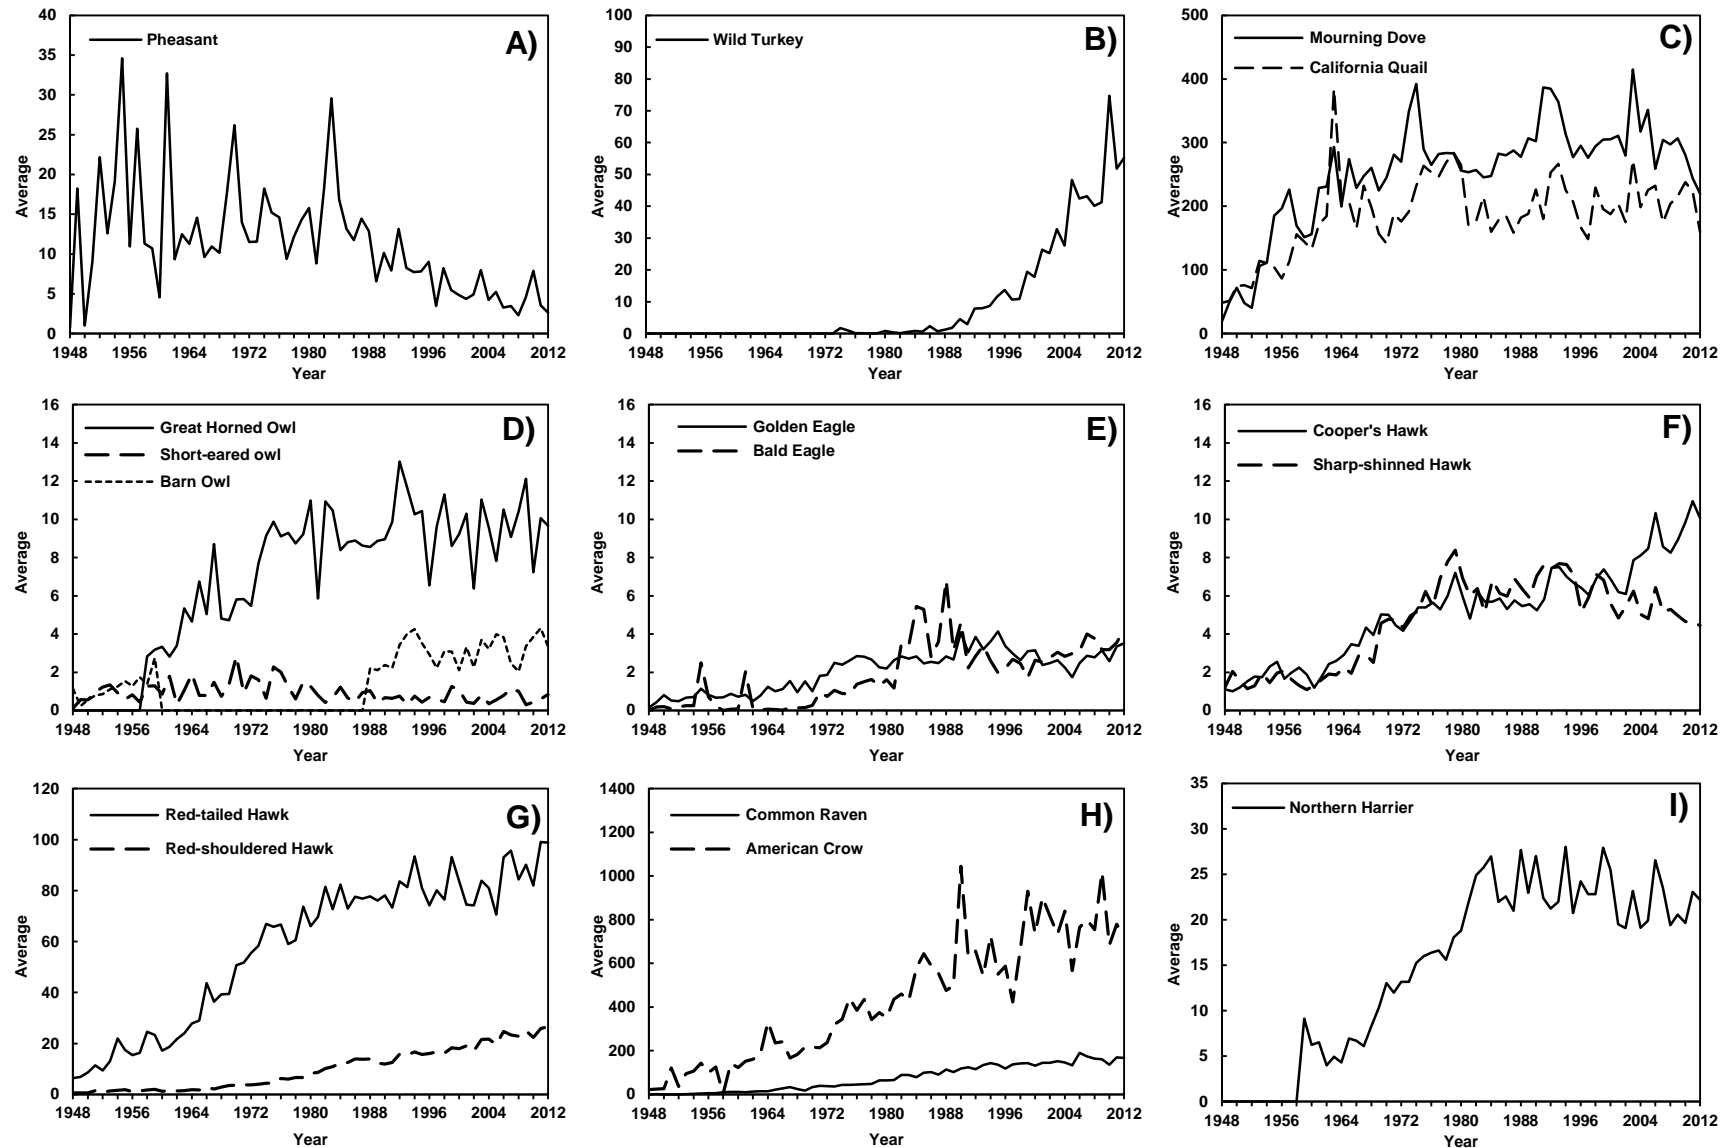 A)
Pheasant
40
35
30
25
20
15
10
5
0
Average
1948 1956 1964 1972 1980 1988 1996 2004 2012
Year
B)
Wild Turkey
100
90
80
70
60
50
40
30
20
10
0
Average
1948 1956 1964 1972 1980 1988 1996 2004 2012
Year
C)
Mourning Dove
California Quail
500
400
300
200
100
0
Average
1948 1956 1964 1972 1980 1988 1996 2004 2012
Year
D)
Great Horned Owl
Short-eared owl
Barn Owl
16
14
12
10
8
6
4
2
0
Average
1948 1956 1964 1972 1980 1988 1996 2004 2012
Year
E)
Golden Eagle
Bald Eagle
16
14
12
10
8
6
4
2
0
Average
1948 1956 1964 1972 1980 1988 1996 2004 2012
Year
F)
Cooper's Hawk
Sharp-shinned Hawk
16
14
12
10
8
6
4
2
0
Average
1948 1956 1964 1972 1980 1988 1996 2004 2012
Year
G)
Red-tailed Hawk
Red-shouldered Hawk
120
100
80
60
40
20
0
Average
1948 1956 1964 1972 1980 1988 1996 2004 2012
Year
H)
Common Raven
American Crow
1400
1200
1000
800
600
400
200
0
Average
1948 1956 1964 1972 1980 1988 1996 2004 2012
Year
I)
Northern Harrier
35
30
25
20
15
10
5
0
Average
1948 1956 1964 1972 1980 1988 1996 2004 2012
Year